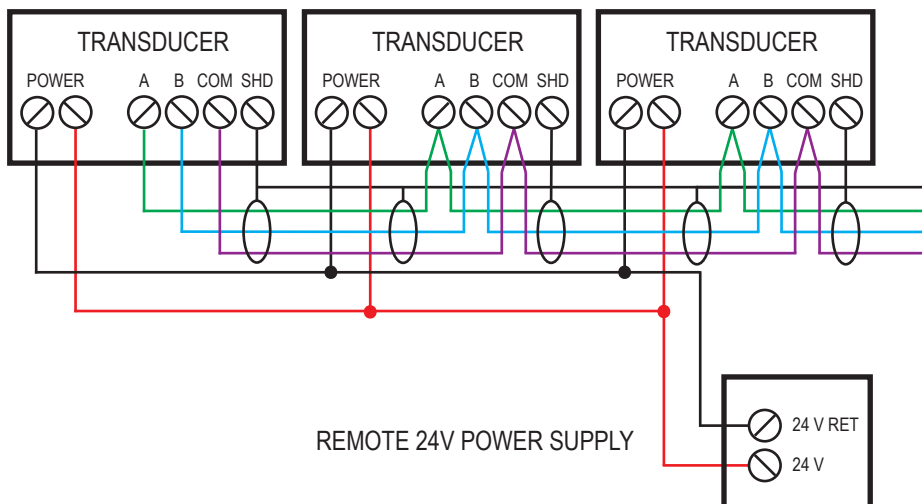 TRANSDUCER TRANSDUCER TRANSDUCER
POWER A B COM SHD POWER A B COM SHD POWER A B COM SHD
24 V RET
REMOTE 24V POWER SUPPLY
24 V